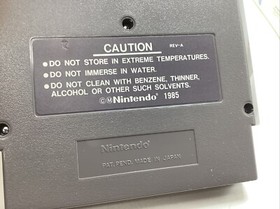 CAUTION REV-A
•DO NOT STORE IN EXTREME TEMPERATURES.
•DO NOT IMMERSE IN WATER.
•DO NOT CLEAN WITH BENZENE, THINNER,
ALCOHOL OR OTHER SUCH SOLVENTS.
©ⓂNintendo® 1985
Nintendo®
PAT. PEND. MADE IN JAPAN